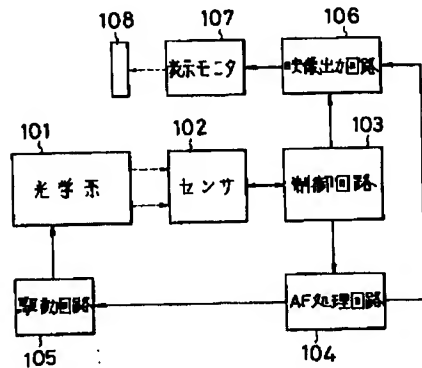 108
107
106
表示モニタ
映像出力回路
101
102
103
光学系
センサ
制御回路
駆動回路
AF処理回路
105
104